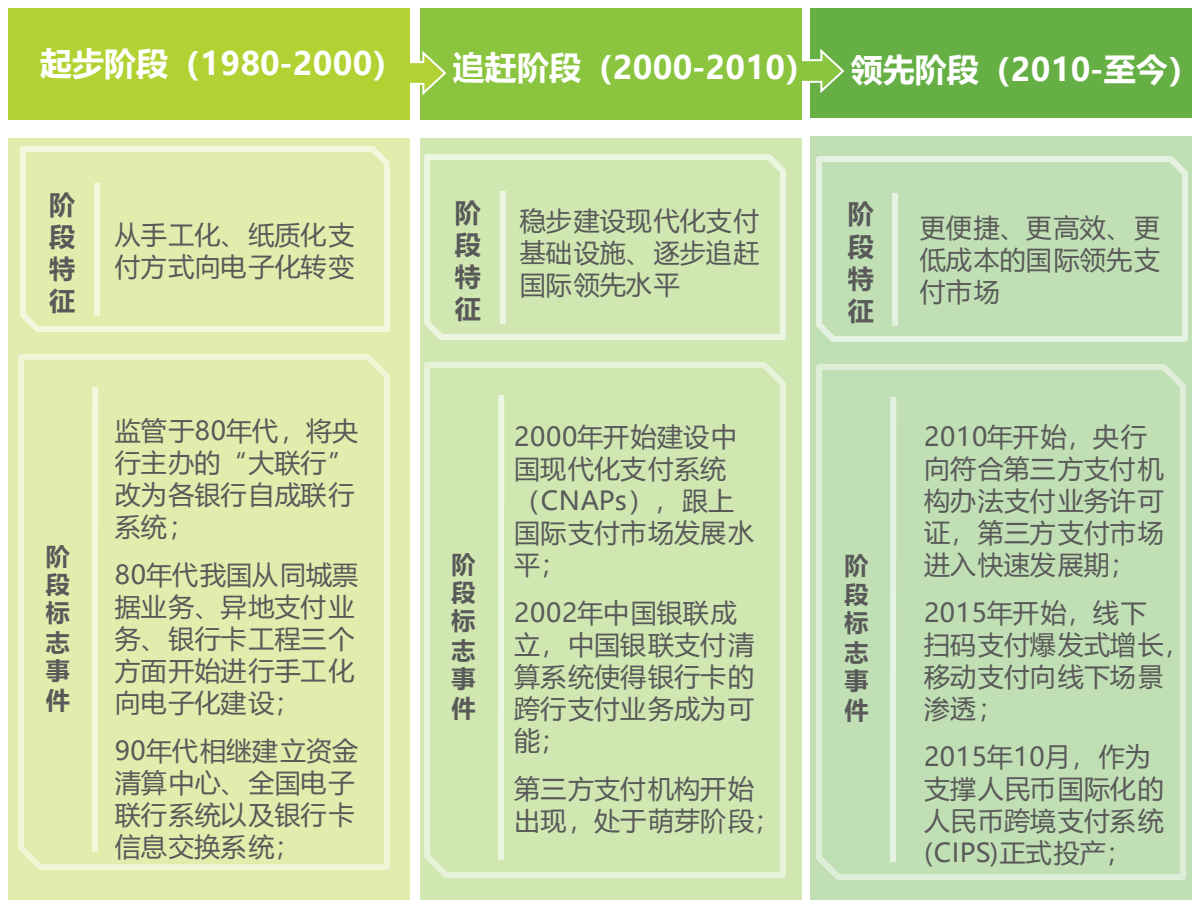 起步阶段（1980-2000）
追赶阶段（2000-2010）
领先阶段（2010-至今）
阶段特征
从手工化、纸质化支
付方式向电子化转变
阶段特征
稳步建设现代化支付
基础设施、逐步追赶
国际领先水平
阶段特征
更便捷、更高效、更
低成本的国际领先支
付市场
阶段标志事件
监管于80年代，将央
行主办的“大联行”
改为各银行自成联行
系统；
80年代我国从同城票
据业务、异地支付业
务、银行卡工程三个
方面开始进行手工化
向电子化建设；
90年代相继建立资金
清算中心、全国电子
联行系统以及银行卡
信息交换系统；
阶段标志事件
2000年开始建设中
国现代化支付系统
（CNAPs），跟上
国际支付市场发展水
平；
2002年中国银联成
立，中国银联支付清
算系统使得银行卡的
跨行支付业务成为可
能；
第三方支付机构开始
出现，处于萌芽阶段；
阶段标志事件
2010年开始，央行
向符合第三方支付机
构办法支付业务许可
证，第三方支付市场
进入快速发展期；
2015年开始，线下
扫码支付爆发式增长，
移动支付向线下场景
渗透；
2015年10月，作为
支撑人民币国际化的
人民币跨境支付系统
(CIPS)正式投产；